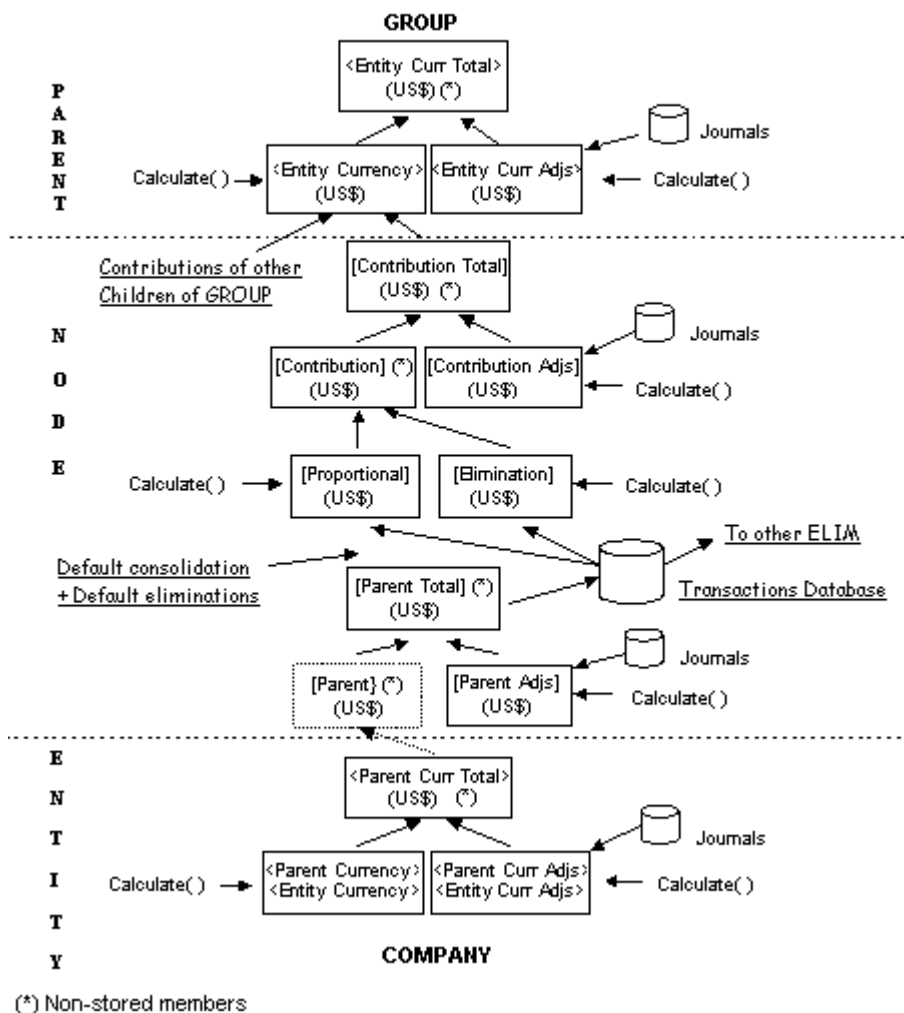 GROUP
<Entity Curr Total>
(US$) (*)
PARENT
Journals
Calculate( )
<Entity Currency>
(US$)
<Entity Curr Adjs>
(US$)
Calculate( )
Contributions of other
Children of GROUP
[Contribution Total]
(US$) (*)
NODE
Journals
[Contribution] (*)
(US$)
[Contribution Adjs]
(US$)
Calculate( )
Calculate( )
[Proportional]
(US$)
[Elimination]
(US$)
Calculate( )
To other ELIM
Default consolidation
+ Default eliminations
[Parent Total] (*)
(US$)
Transactions Database
Journals
[Parent} (*)
(US$)
[Parent Adjs]
(US$)
Calculate( )
ENTITY
<Parent Curr Total>
(US$) (*)
Journals
Calculate( )
<Parent Currency>
<Entity Currency>
<Parent Curr Adjs>
<Entity Curr Adjs>
Calculate( )
COMPANY
(*) Non-stored members